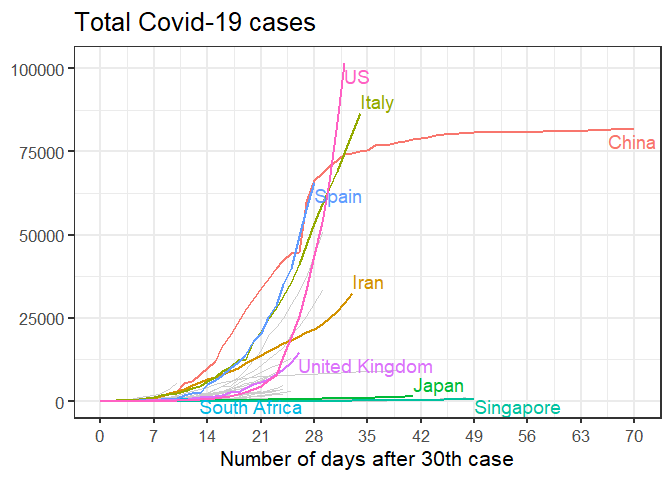 Total Covid-19 cases
100000
75000
50000
25000
0
US
Italy
China
Spain
Iran
United Kingdom
Japan
South Africa
Singapore
0 7 14 21 28 35 42 49 56 63 70
Number of days after 30th case